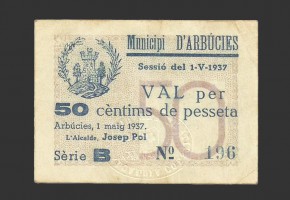 Municipi D'ARBÚCIES
Sessió del 1-V-1937
VAL per
50 cèntims de pesseta
Arbúcies, 1 maig 1937.
L'Alcalde, Josep Pol
Sèrie B Nº 196
50